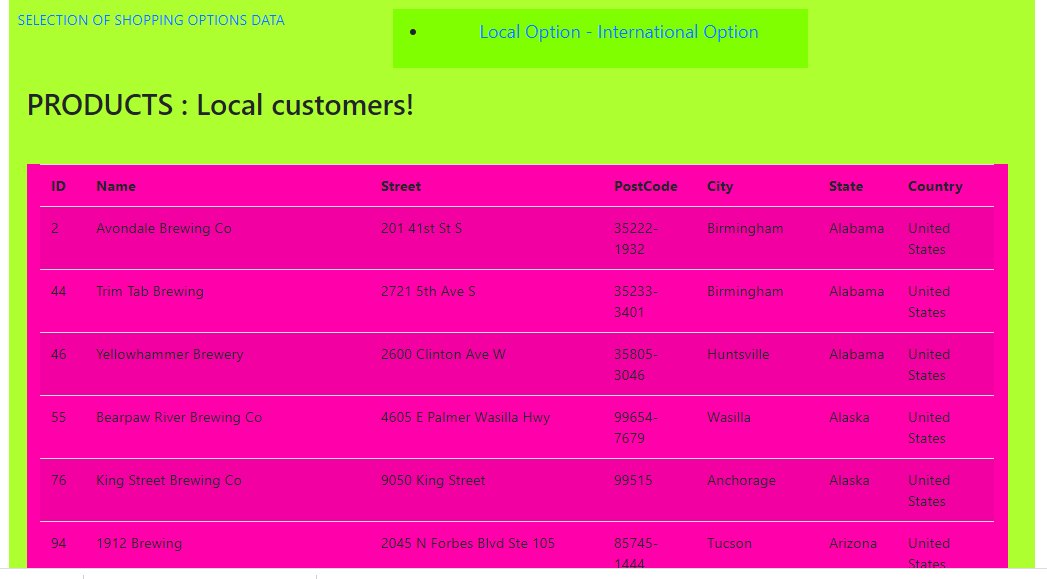 SELECTION OF SHOPPING OPTIONS DATA
Local Option - International Option
PRODUCTS : Local customers!
ID Name Street PostCode City State Country
2 Avondale Brewing Co 201 41st St S 35222- Birmingham Alabama United
1932 States
44 Trim Tab Brewing 2721 5th Ave S 35233- Birmingham Alabama United
3401 States
46 Yellowhammer Brewery 2600 Clinton Ave W 35805- Huntsville Alabama United
3046 States
55 Bearpaw River Brewing Co 4605 E Palmer Wasilla Hwy 99654- Wasilla Alaska United
7679 States
76 King Street Brewing Co 9050 King Street 99515 Anchorage Alaska United
States
94 1912 Brewing 2045 N Forbes Blvd Ste 105 85745- Tucson Arizona United
1444 States